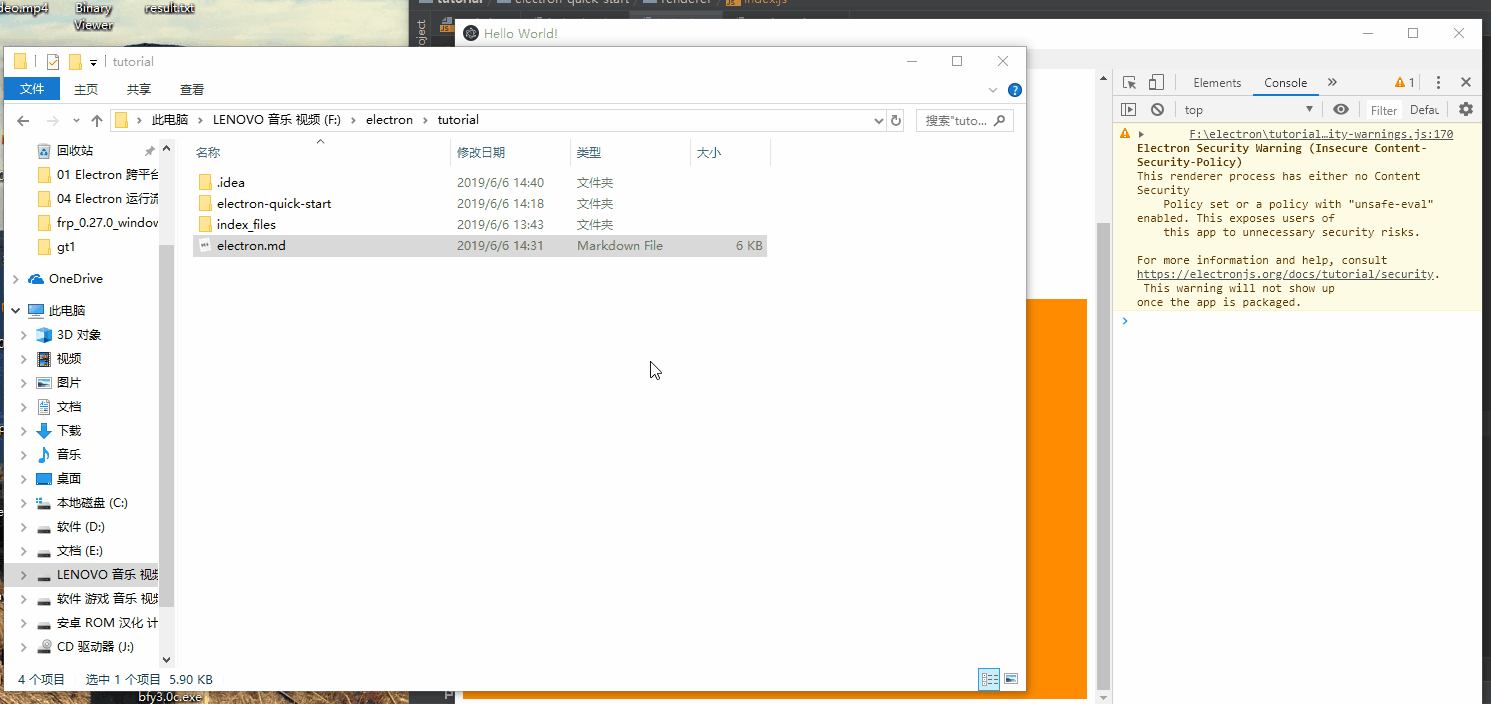 deo.mp4
Binary
Viewer
result.txt
tutorial
electron-quick-start
renderer
index.js
Hello World!
tutorial
文件
主页
共享
查看
此电脑
LENOVO 音乐 视频 (F:)
electron
tutorial
搜索"tuto...
回收站
01 Electron 跨平台
04 Electron 运行流
frp_0.27.0_window
gt1
OneDrive
此电脑
3D 对象
视频
图片
文档
下载
音乐
桌面
本地磁盘 (C:)
软件 (D:)
文档 (E:)
LENOVO 音乐 视频
软件 游戏 音乐 视频
安卓 ROM 汉化 计
CD 驱动器 (J:)
名称 修改日期 类型 大小
.idea 2019/6/6 14:40 文件夹
electron-quick-start 2019/6/6 14:18 文件夹
index_files 2019/6/6 13:43 文件夹
electron.md 2019/6/6 14:31 Markdown File 6 KB
4 个项目 选中 1 个项目 5.90 KB
bfy3.0c.exe
Elements
Console
1
top
Filter
Defau
F:\electron\tutorial…ity-warnings.js:170
Electron Security Warning (Insecure Content-
Security-Policy)
This renderer process has either no Content
Security
Policy set or a policy with "unsafe-eval"
enabled. This exposes users of
this app to unnecessary security risks.
For more information and help, consult
https://electronjs.org/docs/tutorial/security.
This warning will not show up
once the app is packaged.